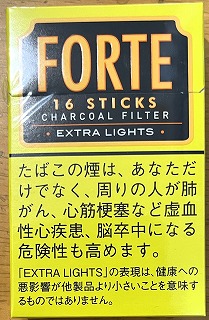 FORTE
16 STICKS
CHARCOAL FILTER
EXTRA LIGHTS
たばこの煙は、あなただ
けでなく、周りの人が肺
がん、心筋梗塞など虚血
性心疾患、脳卒中になる
危険性も高めます。
「EXTRA LIGHTS」の表現は、健康への
悪影響が他製品より小さいことを意味す
るものではありません。